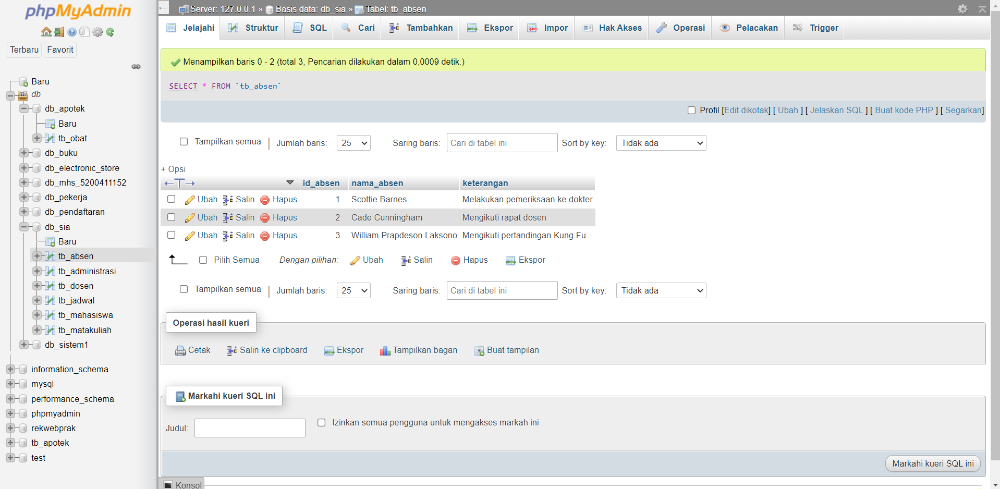 phpMyAdmin
Terbaru Favorit
Baru
db
db_apotek
Baru
tb_obat
db_buku
db_electronic_store
db_mhs_5200411152
db_pekerja
db_pendaftaran
db_sia
Baru
tb_absen
tb_administrasi
tb_dosen
tb_jadwal
tb_mahasiswa
tb_matakuliah
db_sistem1
information_schema
mysql
performance_schema
phpmyadmin
rekwebprak
tb_apotek
test
Server: 127.0.0.1 » Basis data: db_sia » Tabel: tb_absen
Jelajahi Struktur SQL Cari Tambahkan Ekspor Impor Hak Akses Operasi Pelacakan Trigger
Menampilkan baris 0 - 2 (total 3, Pencarian dilakukan dalam 0,0009 detik.)
SELECT * FROM `tb_absen`
Profil [Edit dikotak] [ Ubah ] [ Jelaskan SQL ] [ Buat kode PHP ] [ Segarkan]
Tampilkan semua | Jumlah baris: 25 Saring baris: Cari di tabel ini Sort by key: Tidak ada
+ Opsi
←T→ id_absen nama_absen keterangan
Ubah Salin Hapus 1 Scottie Barnes Melakukan pemeriksaan ke dokter
Ubah Salin Hapus 2 Cade Cunningham Mengikuti rapat dosen
Ubah Salin Hapus 3 William Prapdeson Laksono Mengikuti pertandingan Kung Fu
Pilih Semua Dengan pilihan: Ubah Salin Hapus Ekspor
Tampilkan semua | Jumlah baris: 25 Saring baris: Cari di tabel ini Sort by key: Tidak ada
Operasi hasil kueri
Cetak Salin ke clipboard Ekspor Tampilkan bagan Buat tampilan
Markahi kueri SQL ini
Judul: Izinkan semua pengguna untuk mengakses markah ini
Markahi kueri SQL ini
Konsol